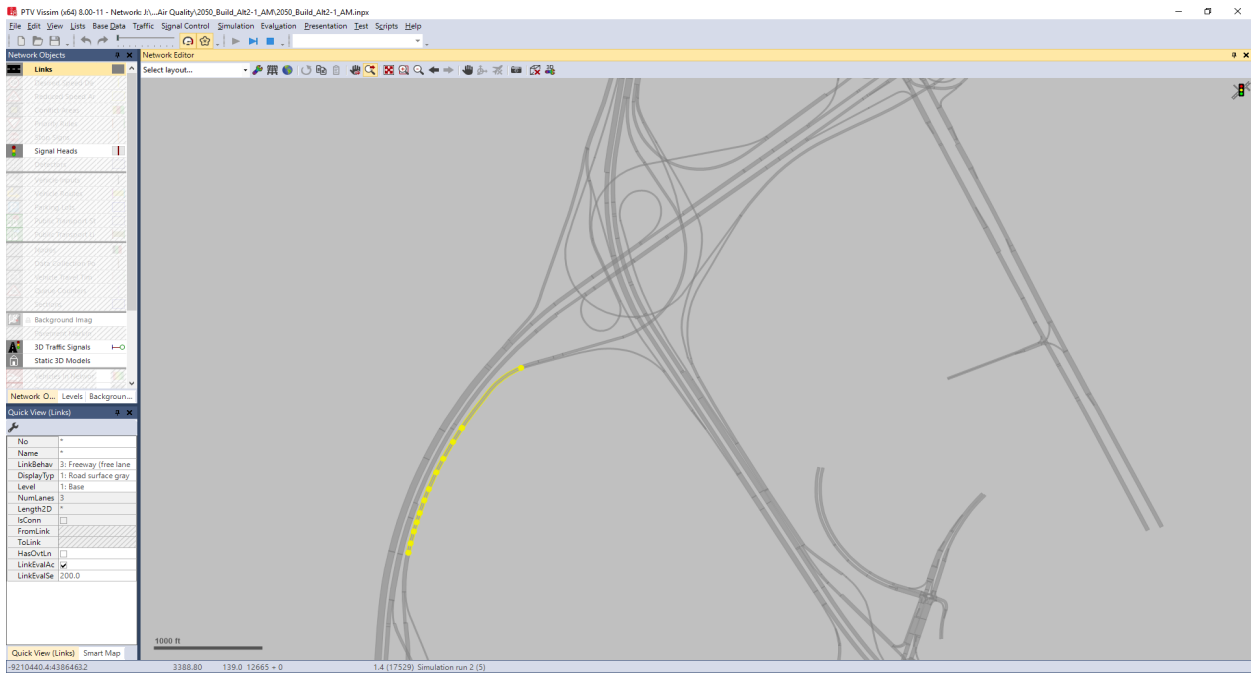 PTV Vissim (x64) 8.00-11 - Network: J:\...Air Quality\2050_Build_Alt2-1_AM\2050_Build_Alt2-1_AM.inpx
File Edit View Lists Base Data Traffic Signal Control Simulation Evaluation Presentation Test Scripts Help
Network Objects
Network Editor
Links
Select layout...
Signal Heads
Background Imag
3D Traffic Signals
Static 3D Models
Network O... Levels Backgroun...
Quick View (Links)
No *
Name *
LinkBehav 3: Freeway (free lane
DisplayTyp 1: Road surface gray
Level 1: Base
NumLanes 3
Length2D *
IsConn
FromLink
ToLink
HasOvtLn
LinkEvalAc
LinkEvalSe 200.0
1000 ft
Quick View (Links) Smart Map
-9210440.4:4386463.2 3388.80 139.0 12665 + 0 1.4 (17529) Simulation run 2 (5)